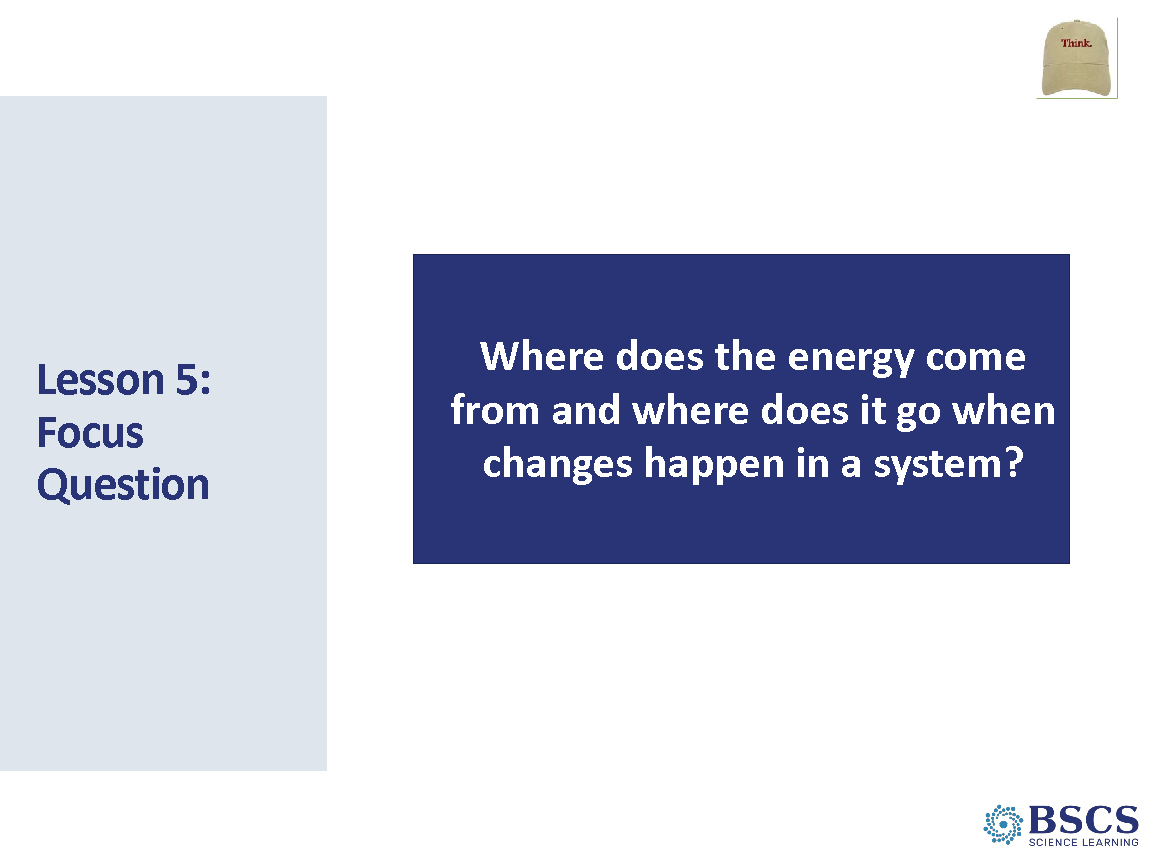 Think.
Lesson 5:
Focus
Question
Where does the energy come
from and where does it go when
changes happen in a system?
BSCS
SCIENCE LEARNING